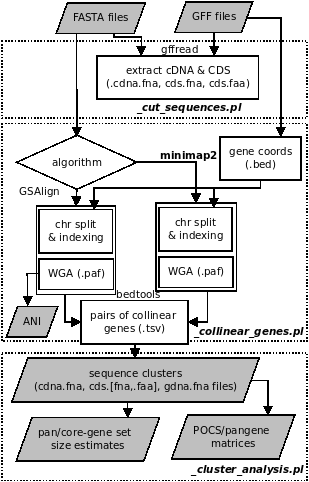 FASTA files
GFF files
gffread
extract cDNA & CDS
(.cdna.fna, cds.fna, cds.faa)
_cut_sequences.pl
algorithm
minimap2
gene coords
(.bed)
GSAlign
chr split
& indexing
WGA (.paf)
chr split
& indexing
WGA (.paf)
bedtools
ANI
pairs of collinear
genes (.tsv)
_collinear_genes.pl
sequence clusters
(cdna.fna, cds.[fna,.faa], gdna.fna files)
pan/core-gene set
size estimates
POCS/pangene
matrices
_cluster_analysis.pl